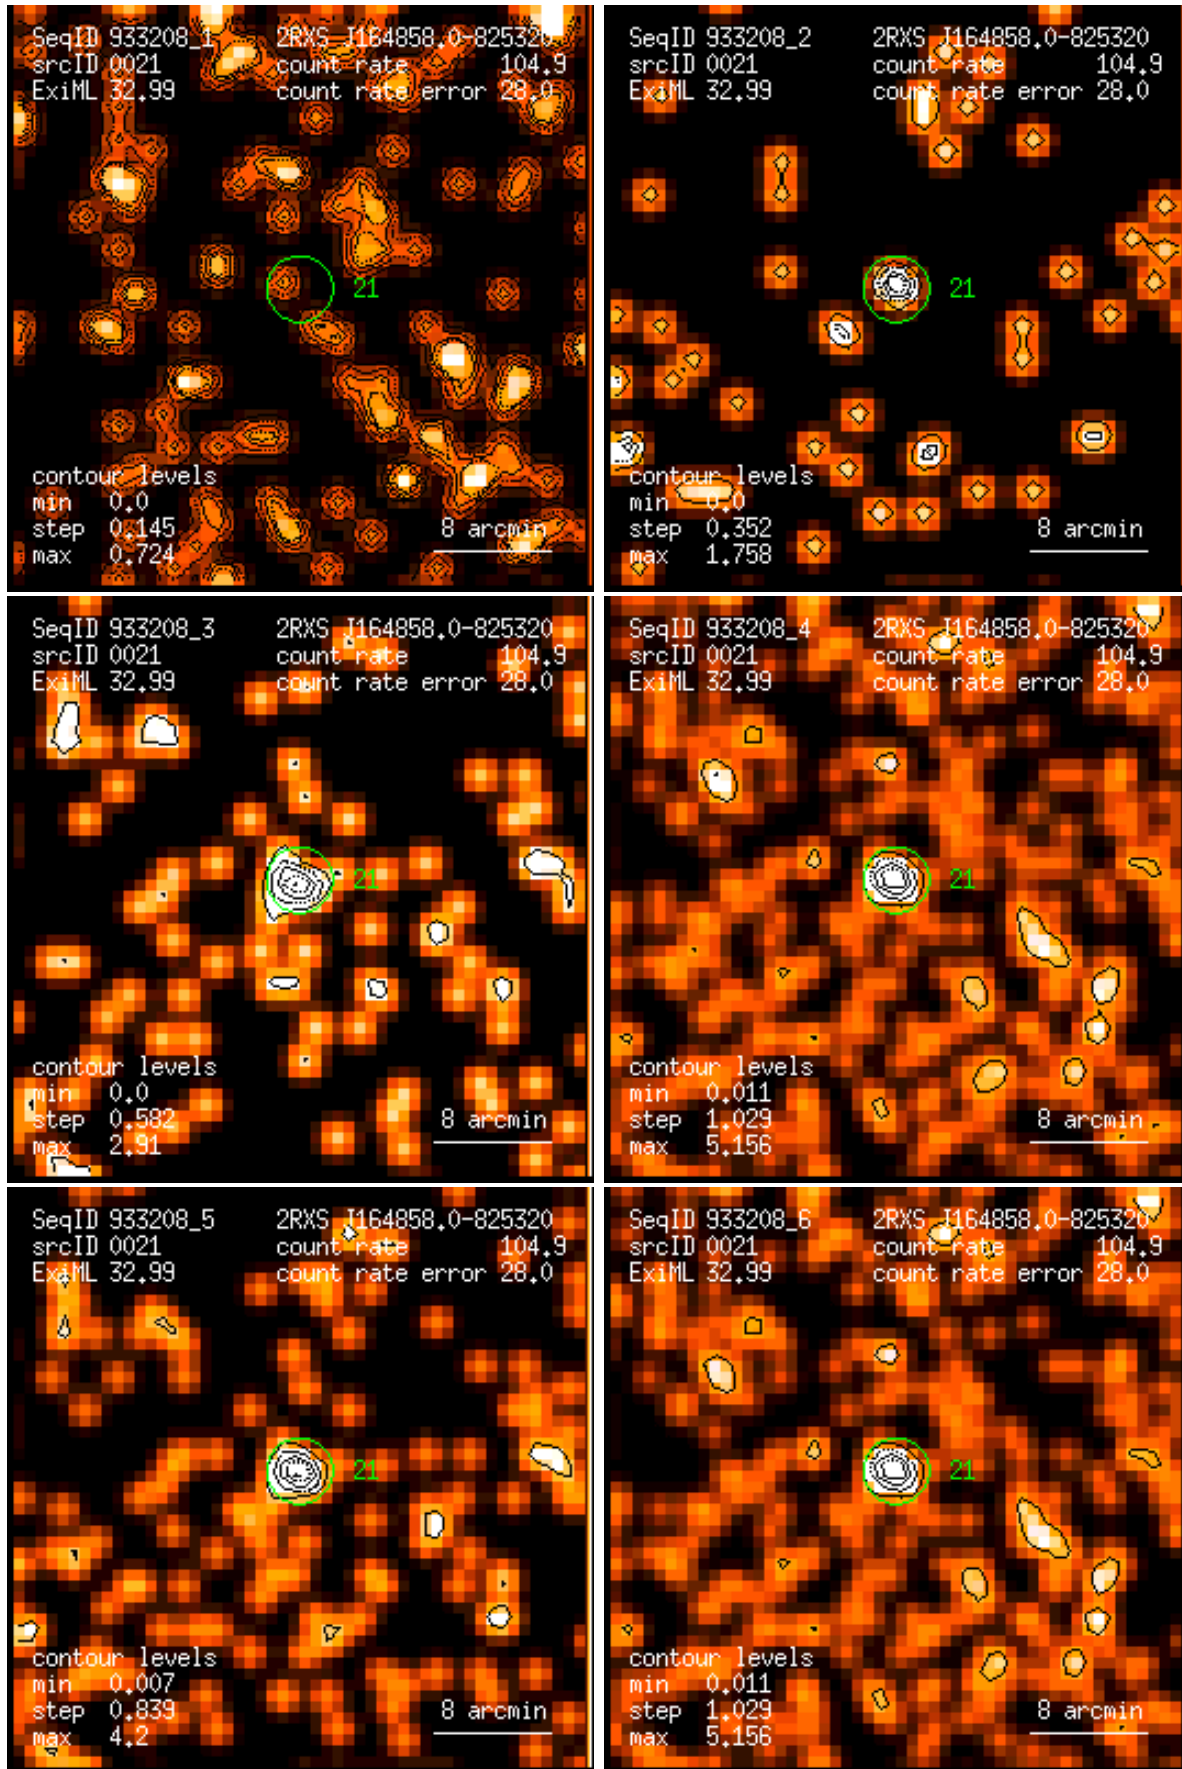 SeqID 933208_1 2RXS J164858.0-825320
srcID 0021 count rate 104.9
ExiML 32.99 count rate error 28.0
21
contour levels
min 0.0
step 0.145 8 arcmin
max 0.724
SeqID 933208_2 2RXS J164858.0-825320
srcID 0021 count rate 104.9
ExiML 32.99 count rate error 28.0
21
contour levels
min 0.0
step 0.352 8 arcmin
max 1.758
SeqID 933208_3 2RXS J164858.0-825320
srcID 0021 count rate 104.9
ExiML 32.99 count rate error 28.0
21
contour levels
min 0.0
step 0.582 8 arcmin
max 2.91
SeqID 933208_4 2RXS J164858.0-825320
srcID 0021 count rate 104.9
ExiML 32.99 count rate error 28.0
21
contour levels
min 0.011
step 1.029 8 arcmin
max 5.156
SeqID 933208_5 2RXS J164858.0-825320
srcID 0021 count rate 104.9
ExiML 32.99 count rate error 28.0
21
contour levels
min 0.007
step 0.839 8 arcmin
max 4.2
SeqID 933208_6 2RXS J164858.0-825320
srcID 0021 count rate 104.9
ExiML 32.99 count rate error 28.0
21
contour levels
min 0.011
step 1.029 8 arcmin
max 5.156